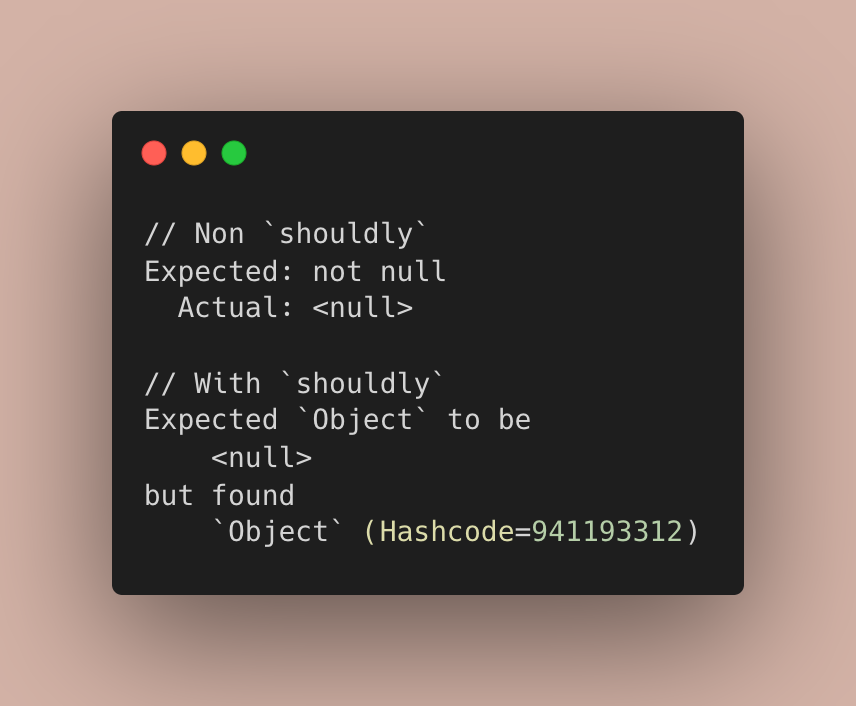 // Non `shouldly`
Expected: not null
  Actual: <null>

// With `shouldly`
Expected `Object` to be
    <null>
but found
    `Object` (Hashcode=941193312)